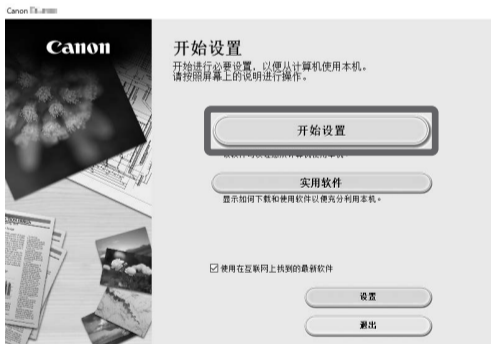 Canon
Canon
开始设置
开始进行必要设置，以便从计算机使用本机。
请按照屏幕上的说明进行操作。
开始设置
实用软件
显示如何下载和使用软件以便充分利用本机。
使用在互联网上找到的最新软件
设置
退出